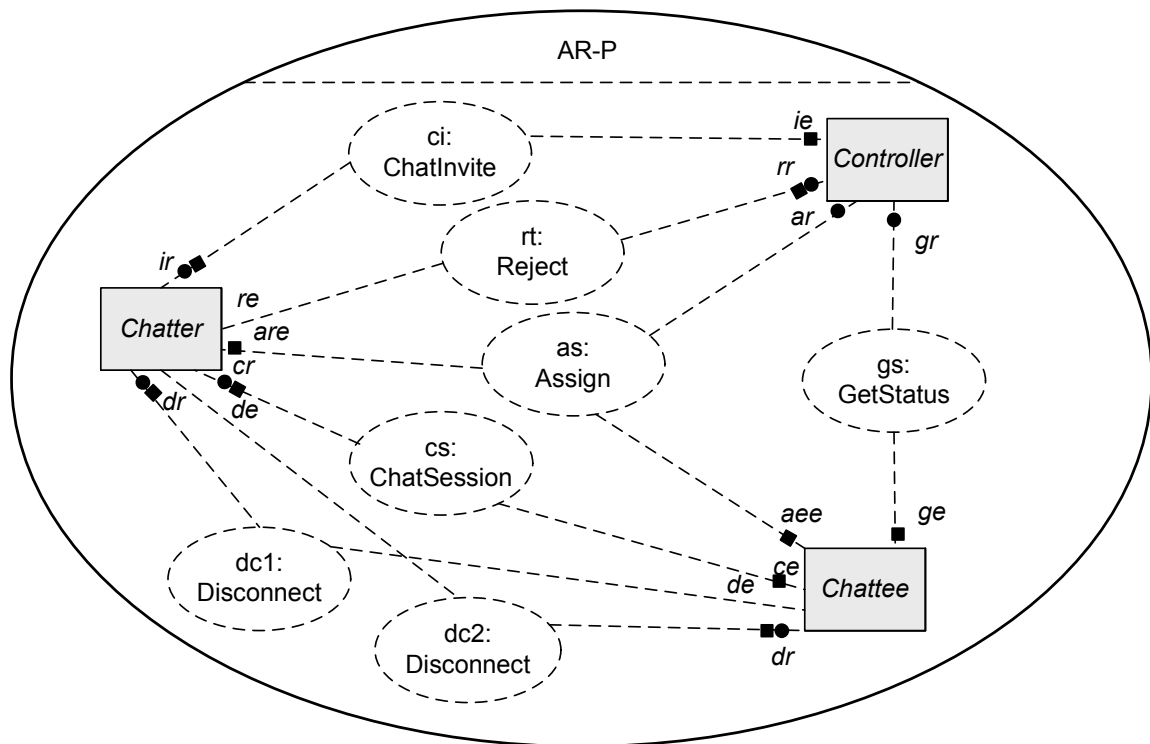 AR-P
ci:
ChatInvite
ie
Controller
rr
rt:
Reject
ar
gr
ir
Chatter
re
are
as:
Assign
cr
gs:
GetStatus
dr
de
cs:
ChatSession
aee
ge
dc1:
Disconnect
de
ce
Chattee
dc2:
Disconnect
dr